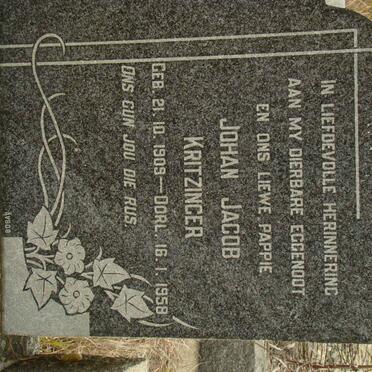 IN LIEFDEVOLLE HERINNERING
AAN MY DIERBARE EGGENOOT
EN ONS LIEWE PAPPIE
JOHAN JACOB
KRITZINGER
GEB. 21. 10. 1909 — OORL. 16. 1. 1958
ONS GUN JOU DIE RUS